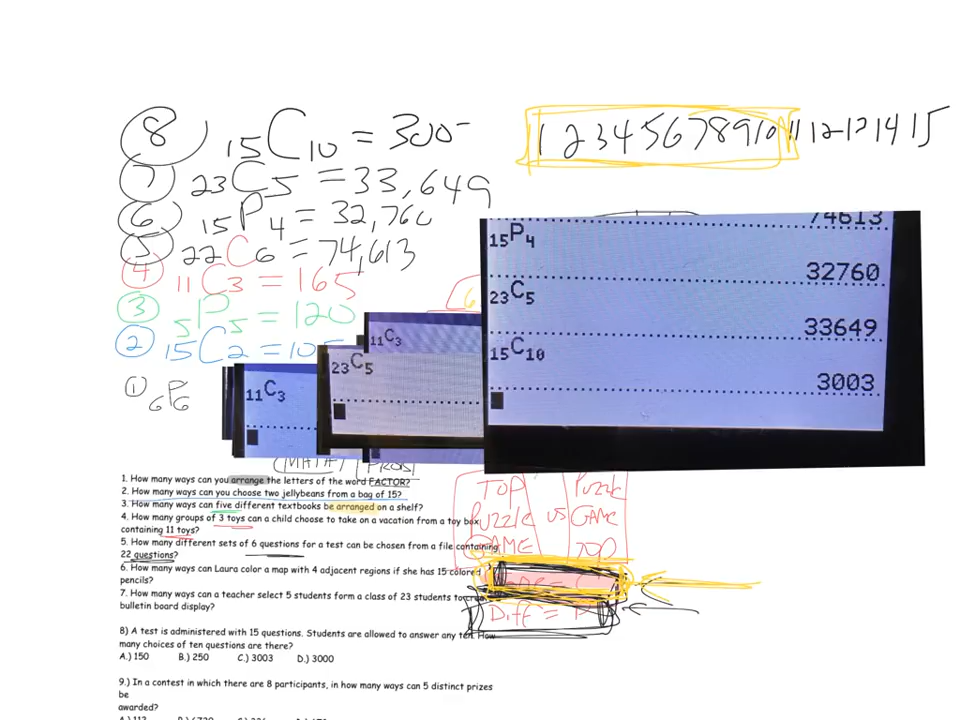 8 15C10 = 300
1 2 3 4 5 6 7 8 9 10 11 12 13 14 15
7 23C5 = 33,649
6 15P4 = 32,760
5 22C6 = 74,613
4 11C3 = 165
3 5P5 = 120
2 15C2 = 105
1 6P6
74613
15P4
32760
23C5
33649
15C10
3003
11C3
23C5
11C3
TOP PUZZLE
PUZZLE VS GAME
GAME TOP
Diff = P
1. How many ways can you arrange the letters of the word FACTOR?
2. How many ways can you choose two jellybeans from a bag of 15?
3. How many ways can five different textbooks be arranged on a shelf?
4. How many groups of 3 toys can a child choose to take on a vacation from a toy box
containing 11 toys?
5. How many different sets of 6 questions for a test can be chosen from a file containing
22 questions?
6. How many ways can Laura color a map with 4 adjacent regions if she has 15 colored
pencils?
7. How many ways can a teacher select 5 students form a class of 23 students to
bulletin board display?
8) A test is administered with 15 questions. Students are allowed to answer any ten. How
many choices of ten questions are there?
A.) 150 B.) 250 C.) 3003 D.) 3000
9.) In a contest in which there are 8 participants, in how many ways can 5 distinct prizes
be
awarded?